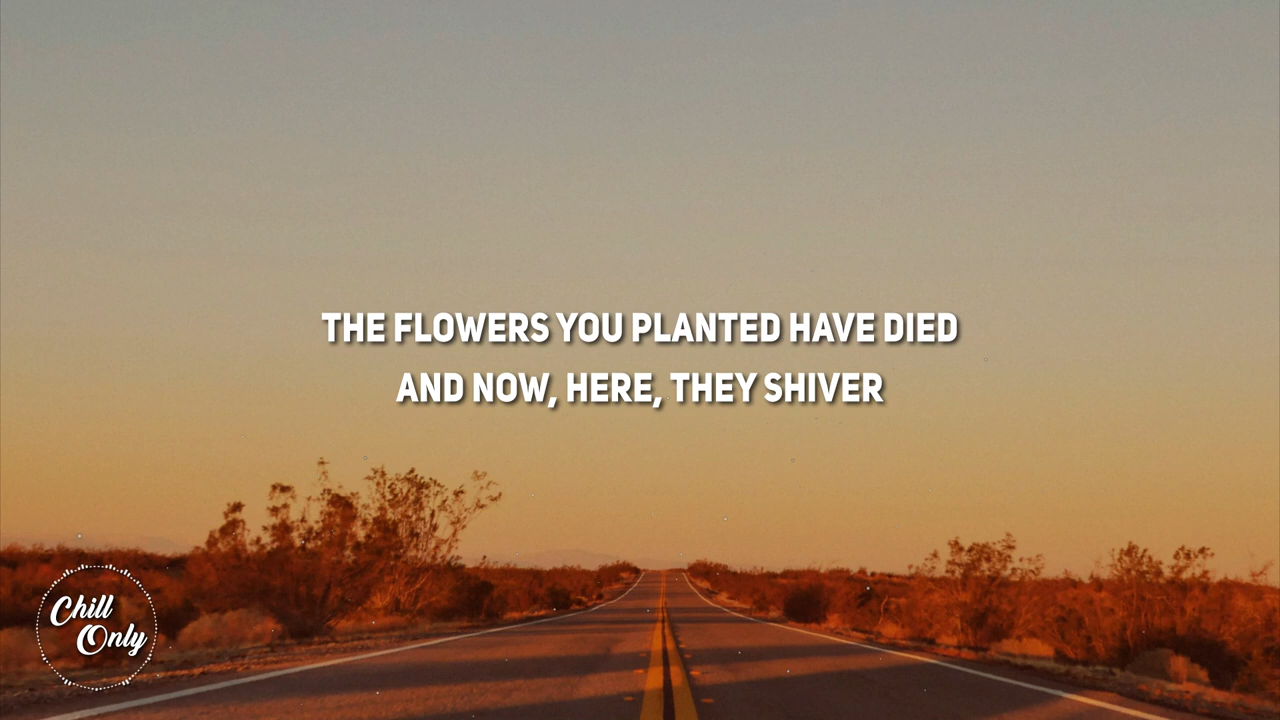 THE FLOWERS YOU PLANTED HAVE DIED
AND NOW, HERE, THEY SHIVER
Chill
Only